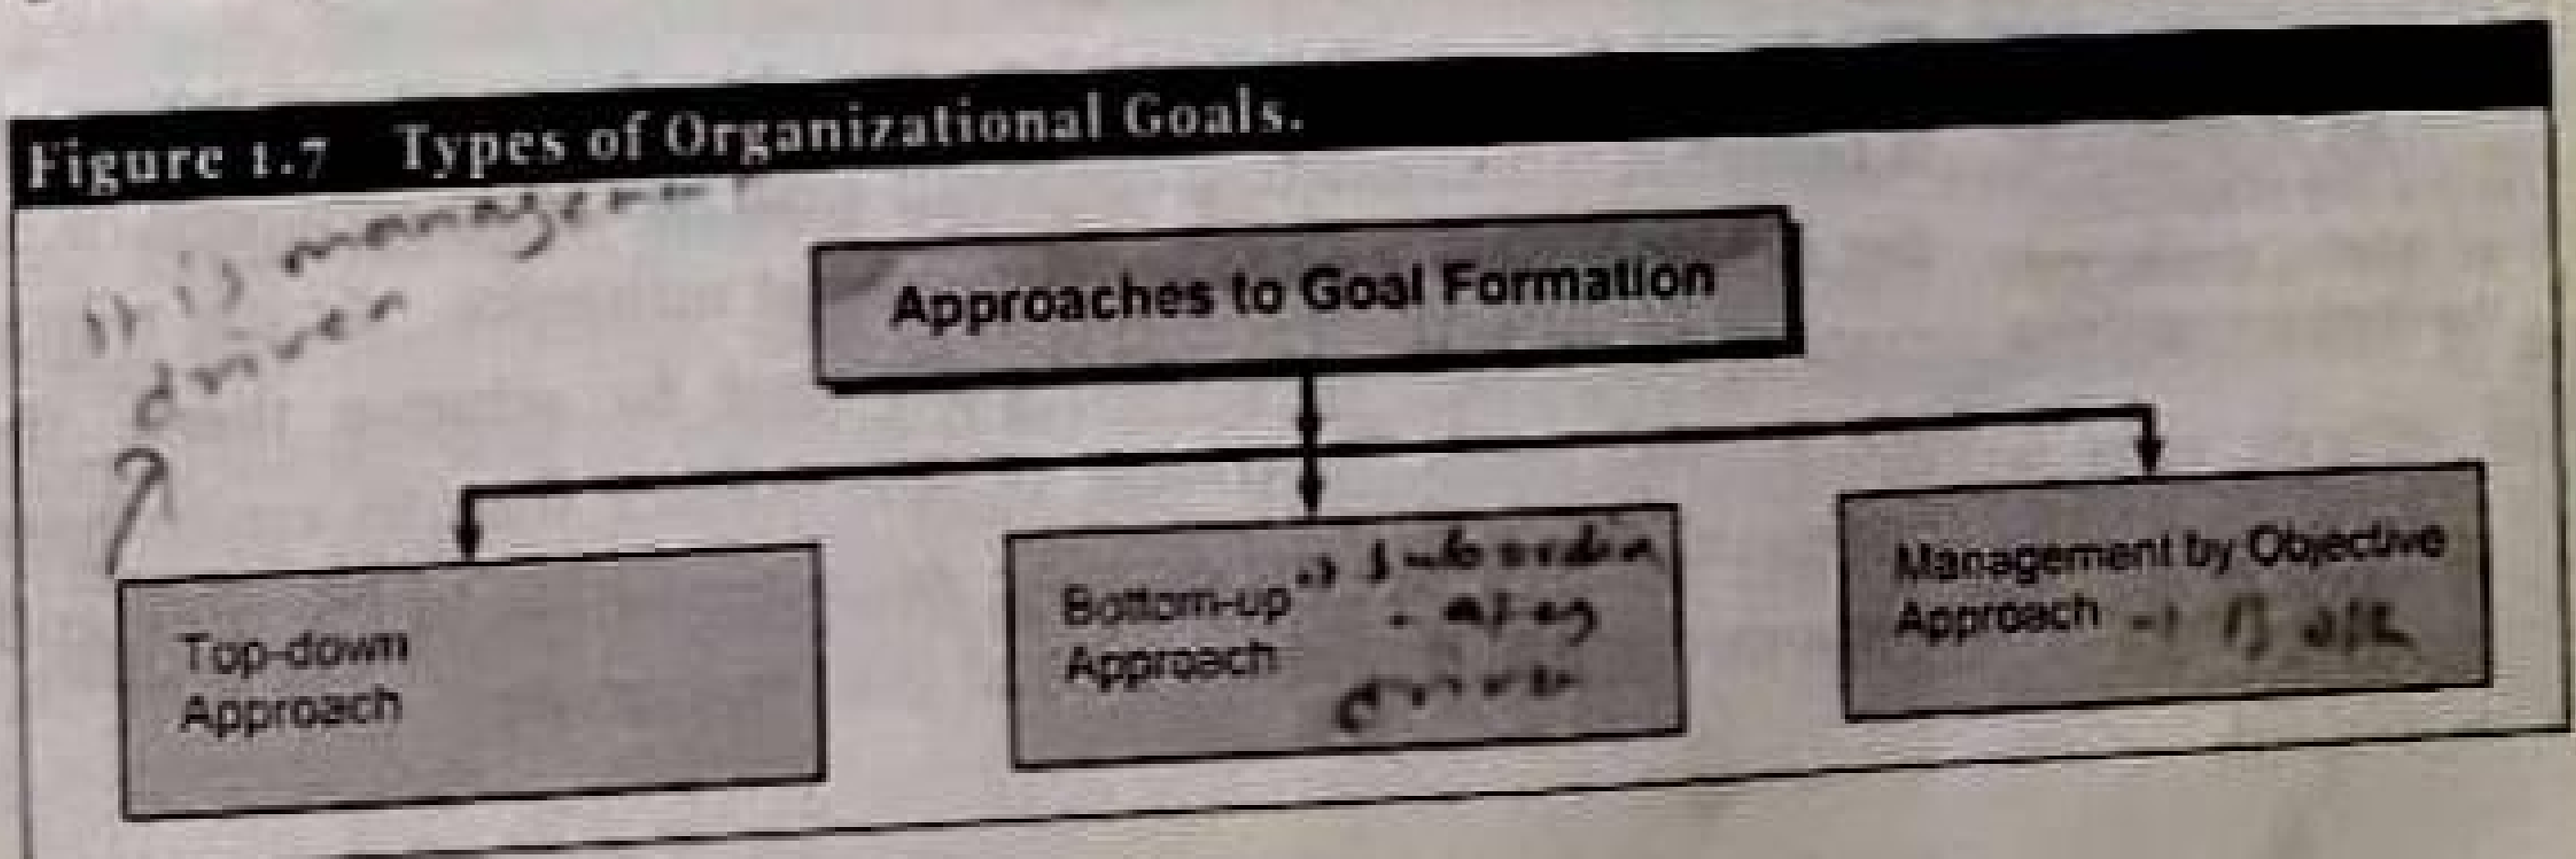 Figure 1.7 Types of Organizational Goals.
It is management
driven
Approaches to Goal Formation
Top-down
Approach
Bottom-up → subordin
Approach
driven
Management by Objective
Approach →